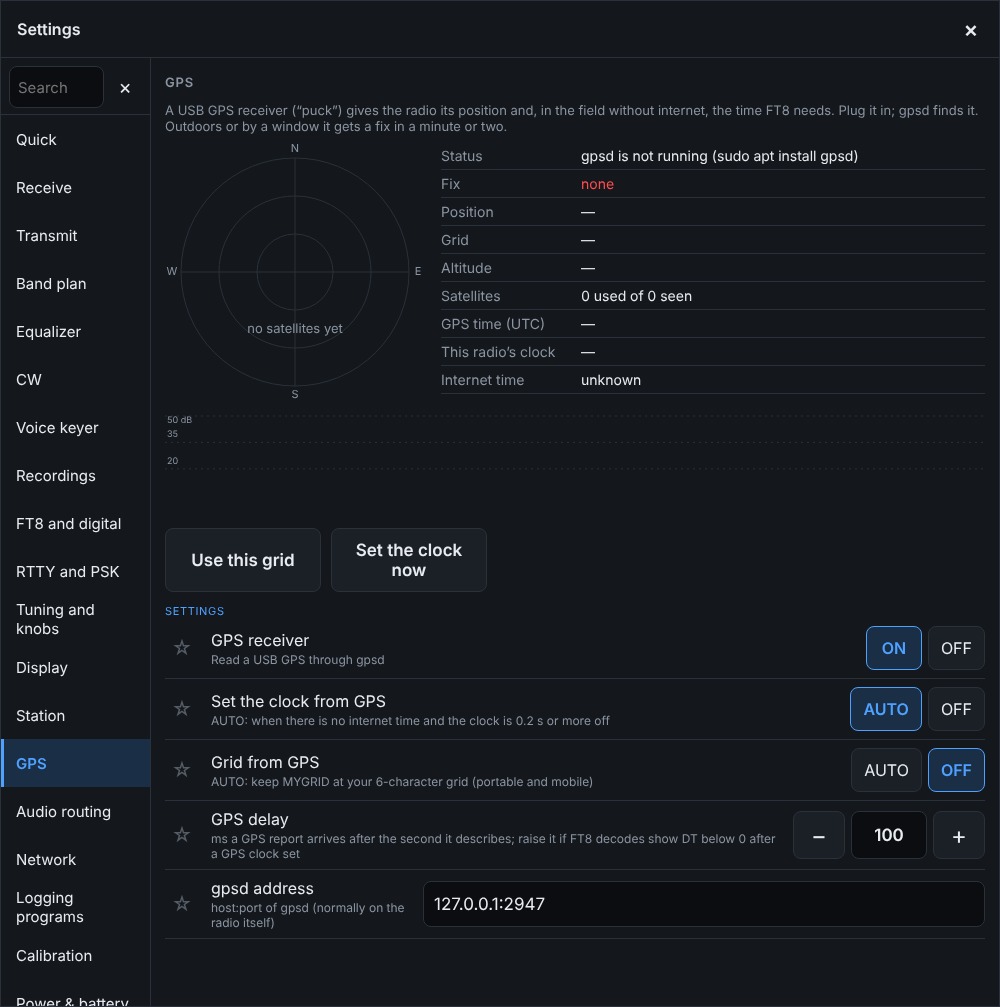 Settings
×
Search
×
Quick
Receive
Transmit
Band plan
Equalizer
CW
Voice keyer
Recordings
FT8 and digital
RTTY and PSK
Tuning and
knobs
Display
Station
GPS
Audio routing
Network
Logging
programs
Calibration
Power & battery
GPS
A USB GPS receiver (“puck”) gives the radio its position and, in the field without internet, the time FT8 needs. Plug it in; gpsd finds it.
Outdoors or by a window it gets a fix in a minute or two.
N
W
E
no satellites yet
S
Status gpsd is not running (sudo apt install gpsd)
Fix none
Position —
Grid —
Altitude —
Satellites 0 used of 0 seen
GPS time (UTC) —
This radio’s clock —
Internet time unknown
50 dB
35
20
Use this grid
Set the clock
now
SETTINGS
GPS receiver
Read a USB GPS through gpsd
ON OFF
Set the clock from GPS
AUTO: when there is no internet time and the clock is 0.2 s or more off
AUTO OFF
Grid from GPS
AUTO: keep MYGRID at your 6-character grid (portable and mobile)
AUTO OFF
GPS delay
ms a GPS report arrives after the second it describes; raise it if FT8 decodes show DT below 0 after
a GPS clock set
− 100 +
gpsd address
host:port of gpsd (normally on the
radio itself)
127.0.0.1:2947